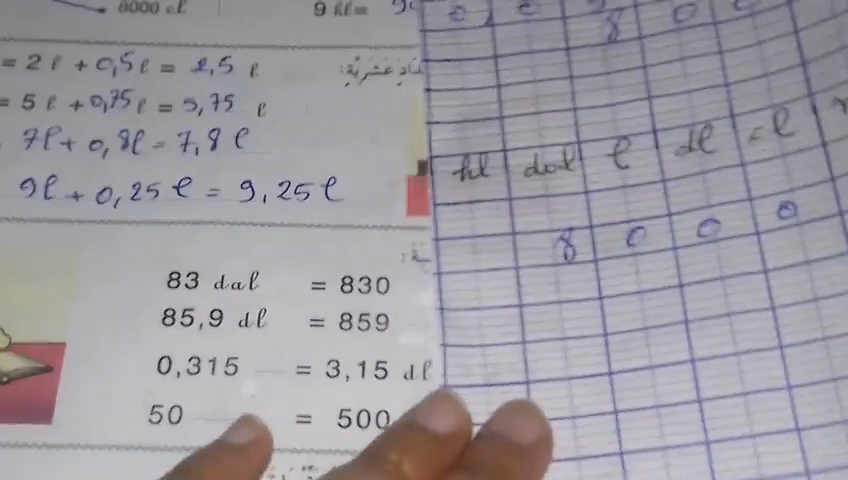 8000 cl
9 hl=
= 2 l + 0,5 l = 2,5 l
= 5 l + 0,75 l = 5,75 l
7l + 0,8l = 7,8 l
9l + 0,25 l = 9,25 l
83 dal = 830
85,9 dl = 859
0,315 = 3,15 dl
50 = 500
8 0
hl dal l dl cl
8 0 0 0